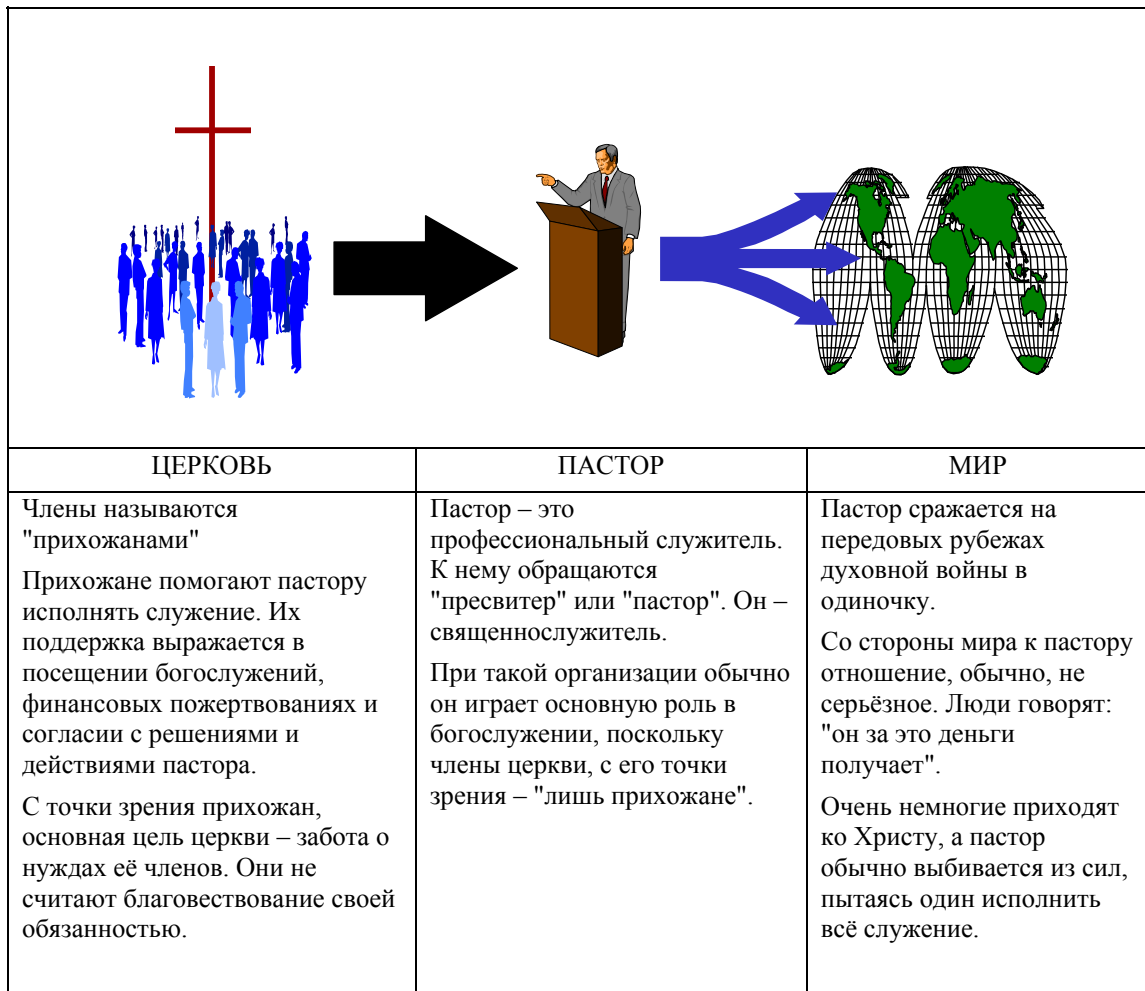 ЦЕРКОВЬ
Члены называются
"прихожанами"
Прихожане помогают пастору
исполнять служение. Их
поддержка выражается в
посещении богослужений,
финансовых пожертвованиях и
согласии с решениями и
действиями пастора.
С точки зрения прихожан,
основная цель церкви – забота о
нуждах её членов. Они не
считают благовествование своей
обязанностью.
ПАСТОР
Пастор – это
профессиональный служитель.
К нему обращаются
"пресвитер" или "пастор". Он –
священнослужитель.
При такой организации обычно
он играет основную роль в
богослужении, поскольку
члены церкви, с его точки
зрения – "лишь прихожане".
МИР
Пастор сражается на
передовых рубежах
духовной войны в
одиночку.
Со стороны мира к пастору
отношение, обычно, не
серьёзное. Люди говорят:
"он за это деньги
получает".
Очень немногие приходят
ко Христу, а пастор
обычно выбивается из сил,
пытаясь один исполнить
всё служение.